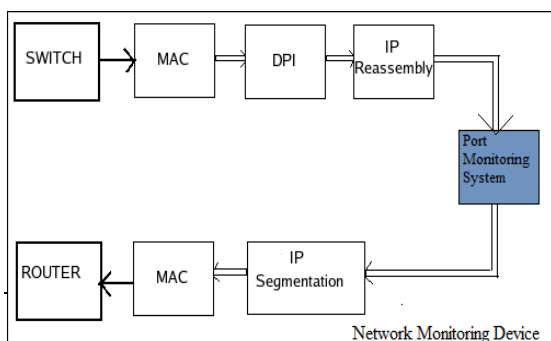 SWITCH
MAC
DPI
IP
Reassembly
Port
Monitoring
System
ROUTER
MAC
IP
Segmentation
Network Monitoring Device